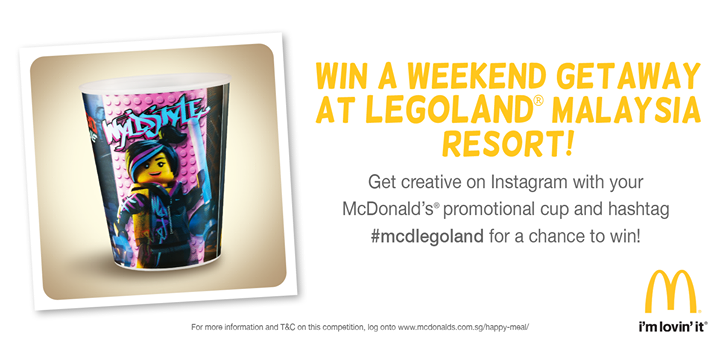 WYLDSTYLE
WIN A WEEKEND GETAWAY
AT LEGOLAND® MALAYSIA
RESORT!
Get creative on Instagram with your
McDonald's® promotional cup and hashtag
#mcdlegoland for a chance to win!
i'm lovin' it®
For more information and T&C on this competition, log onto www.mcdonalds.com.sg/happy-meal/